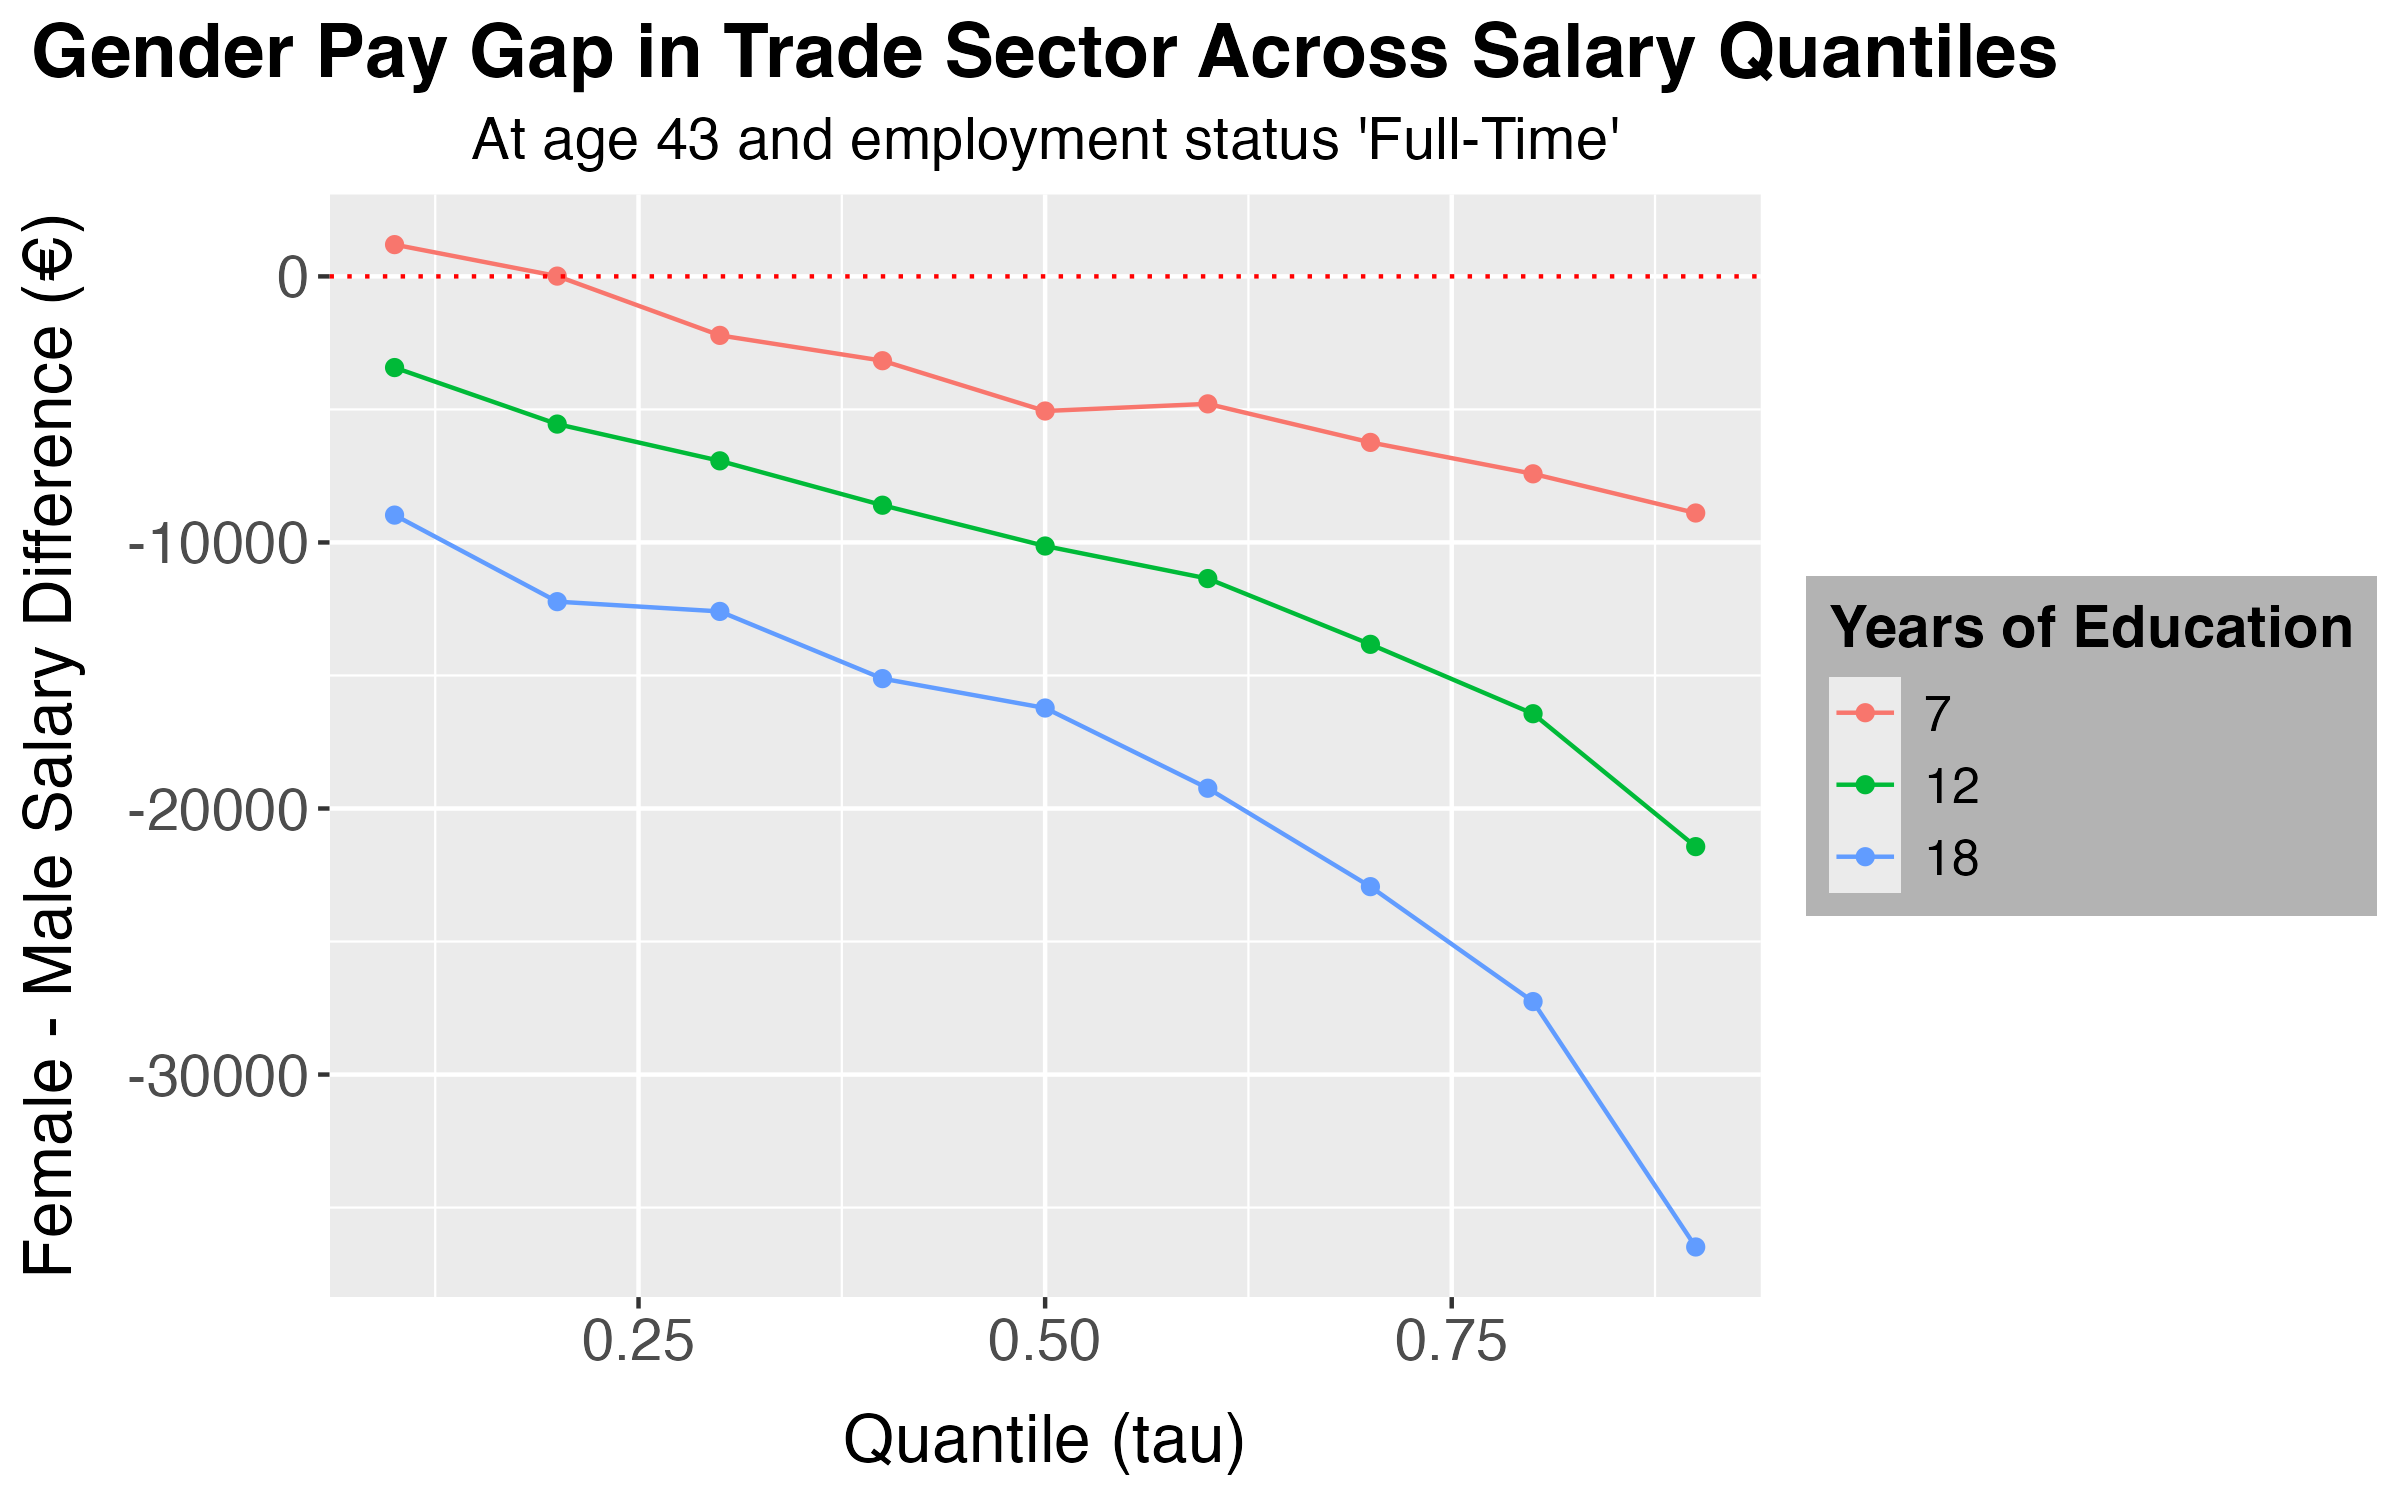 Gender Pay Gap in Trade Sector Across Salary Quantiles
At age 43 and employment status 'Full-Time'
Female - Male Salary Difference (€)
0
-10000
-20000
-30000
0.25
0.50
0.75
Quantile (tau)
Years of Education
7
12
18